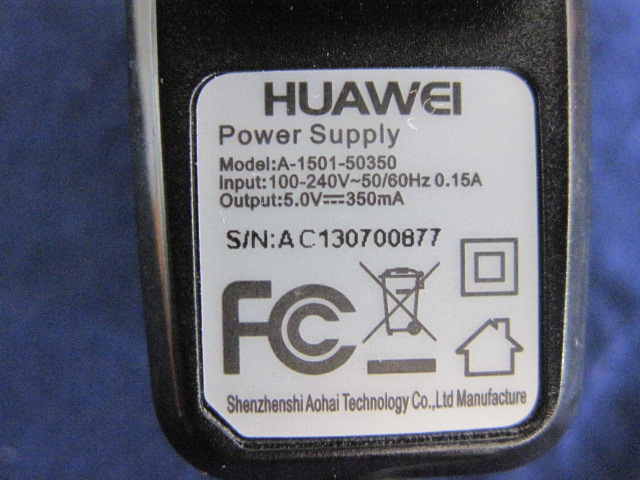 HUAWEI
Power Supply
Model:A-1501-50350
Input:100-240V~50/60Hz 0.15A
Output:5.0V⎓350mA
S/N:AC130700877
FC
Shenzhenshi Aohai Technology Co.,Ltd Manufacture